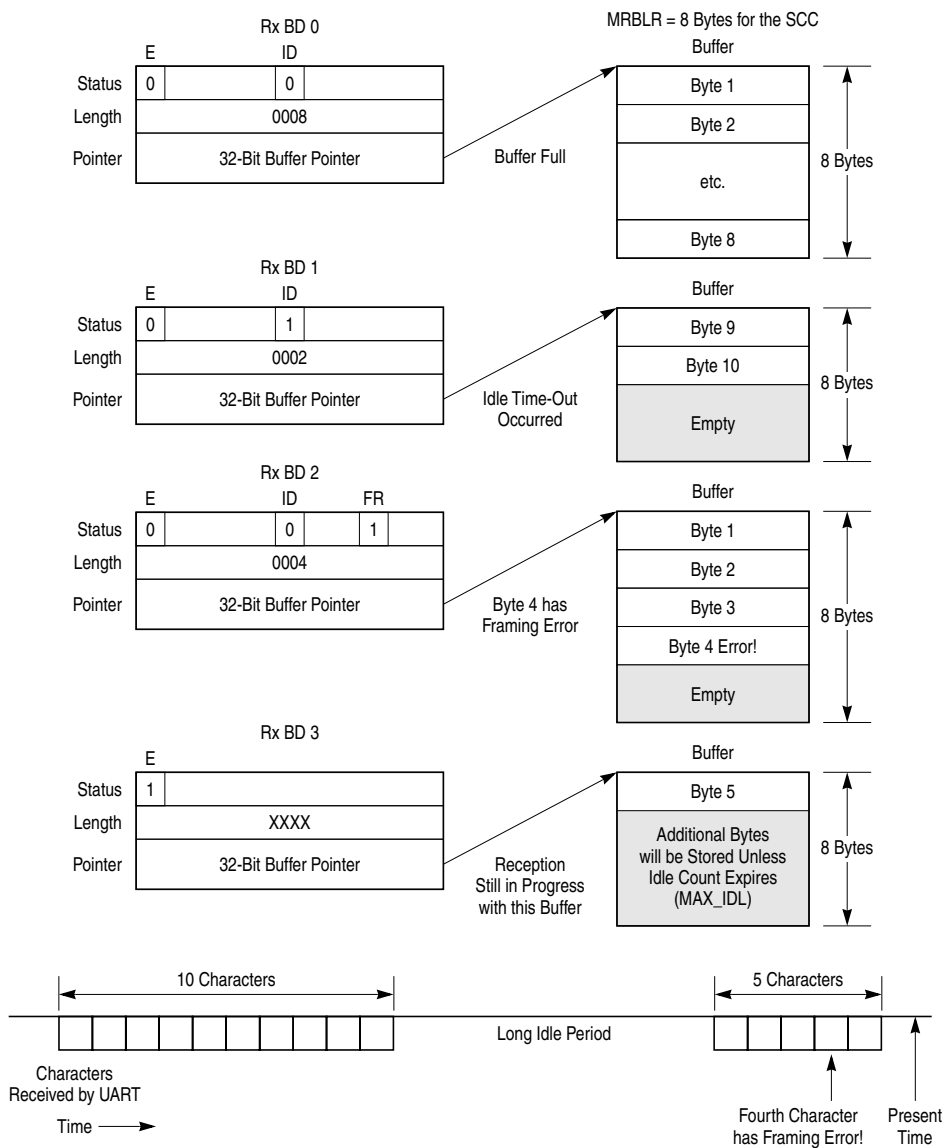 MRBLR = 8 Bytes for the SCC
Rx BD 0
Buffer
E ID
Status 0 0
Byte 1
Length 0008
Byte 2
Pointer 32-Bit Buffer Pointer
Buffer Full
etc.
8 Bytes
Byte 8
Rx BD 1
Buffer
E ID
Status 0 1
Byte 9
Length 0002
Byte 10
Pointer 32-Bit Buffer Pointer
Idle Time-Out
Occurred
Empty
8 Bytes
Rx BD 2
Buffer
E ID FR
Status 0 0 1
Byte 1
Length 0004
Byte 2
Pointer 32-Bit Buffer Pointer
Byte 4 has
Framing Error
Byte 3
Byte 4 Error!
Empty
8 Bytes
Rx BD 3
Buffer
E
Status 1
Byte 5
Length XXXX
Pointer 32-Bit Buffer Pointer
Reception
Still in Progress
with this Buffer
Additional Bytes
will be Stored Unless
Idle Count Expires
(MAX_IDL)
8 Bytes
10 Characters
5 Characters
Long Idle Period
Characters
Received by UART
Time
Fourth Character
has Framing Error!
Present
Time